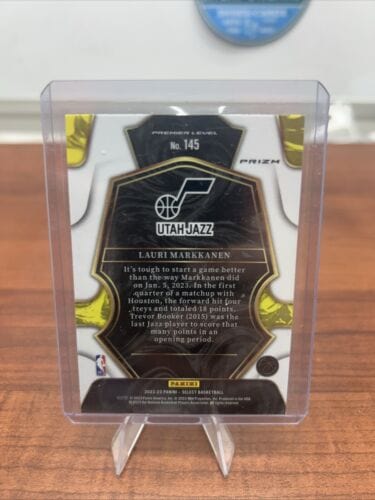 PREMIER LEVEL
No. 145
PRIZM
UTAH JAZZ
LAURI MARKKANEN
It's tough to start a game better
than the way Markkanen did
on Jan. 5, 2023. In the first
quarter of a matchup with
Houston, the forward hit four
treys and totaled 18 points.
Trevor Booker (2015) was the
last Jazz player to score that
many points in an
opening period.
PANINI
2022-23 PANINI - SELECT BASKETBALL